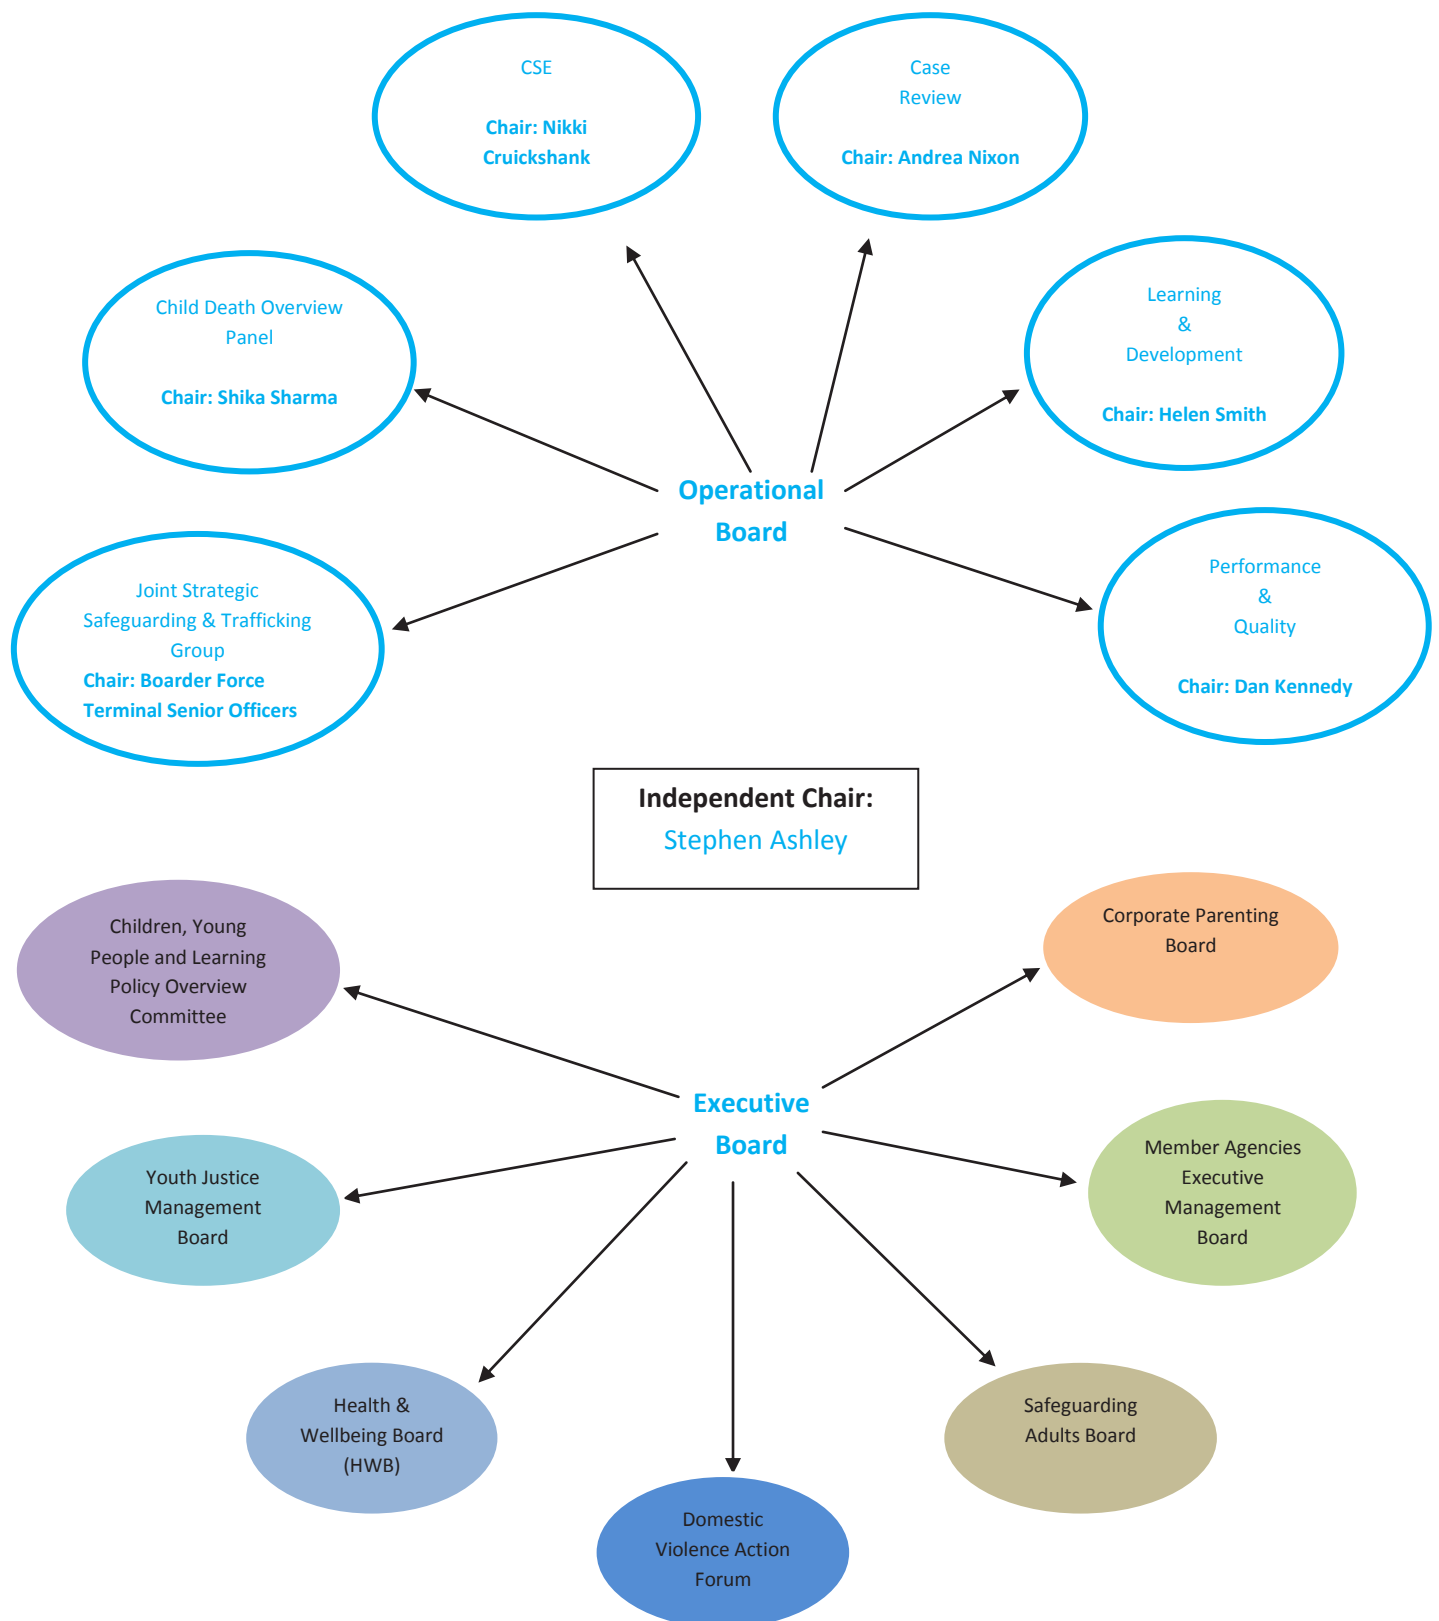 CSE
Chair: Nikki
Cruickshank
Case
Review
Chair: Andrea Nixon
Child Death Overview
Panel
Chair: Shika Sharma
Learning
&
Development
Chair: Helen Smith
Operational
Board
Joint Strategic
Safeguarding & Trafficking
Group
Chair: Boarder Force
Terminal Senior Officers
Performance
&
Quality
Chair: Dan Kennedy
Independent Chair:
Stephen Ashley
Children, Young
People and Learning
Policy Overview
Committee
Corporate Parenting
Board
Executive
Board
Youth Justice
Management
Board
Member Agencies
Executive
Management
Board
Health &
Wellbeing Board
(HWB)
Safeguarding
Adults Board
Domestic
Violence Action
Forum